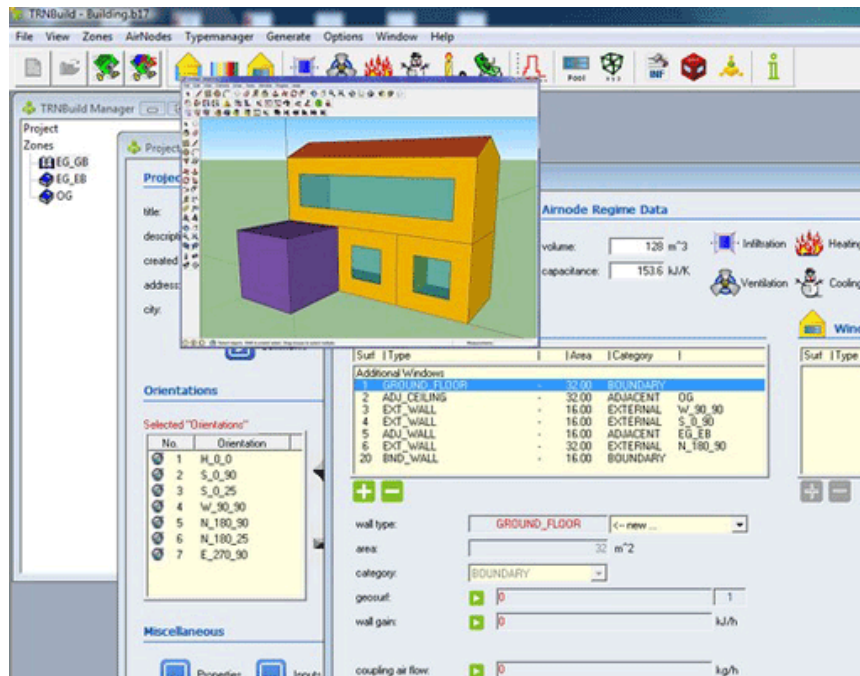 TRNBuild - Building.b17
File View Zones AirNodes Typemanager Generate Options Window Help
Pool
INF
TRNBuild Manager
Project
Zones
EG_GB
EG_EB
OG
Project
title:
created
address:
city:
Airnode Regime Data
volume: 128 m^3 Infiltration Heating
capacitance: 153.6 kJ/K Ventilation Cooling
Surf Type Area Category
Additional Windows
1 GROUND_FLOOR - 32.00 BOUNDARY
2 ADJ_CEILING - 32.00 ADJACENT OG
3 EXT_WALL - 16.00 EXTERNAL W_90_90
4 EXT_WALL - 16.00 EXTERNAL S_0_90
5 ADJ_WALL - 16.00 ADJACENT EG_EB
6 EXT_WALL - 32.00 EXTERNAL N_180_90
20 BND_WALL - 16.00 BOUNDARY
Surf Type
Orientations
Selected "Orientations"
No. Orientation
1 H_0_0
2 S_0_90
3 S_0_25
4 W_90_90
5 N_180_90
6 N_180_25
7 E_270_90
Miscellaneous
Properties Inputs
wall type: GROUND_FLOOR <-- new ...
area: 32 m^2
category: BOUNDARY
geosurf: 0 1
wall gain: 0 kJ/h
coupling air flow: 0 kg/h